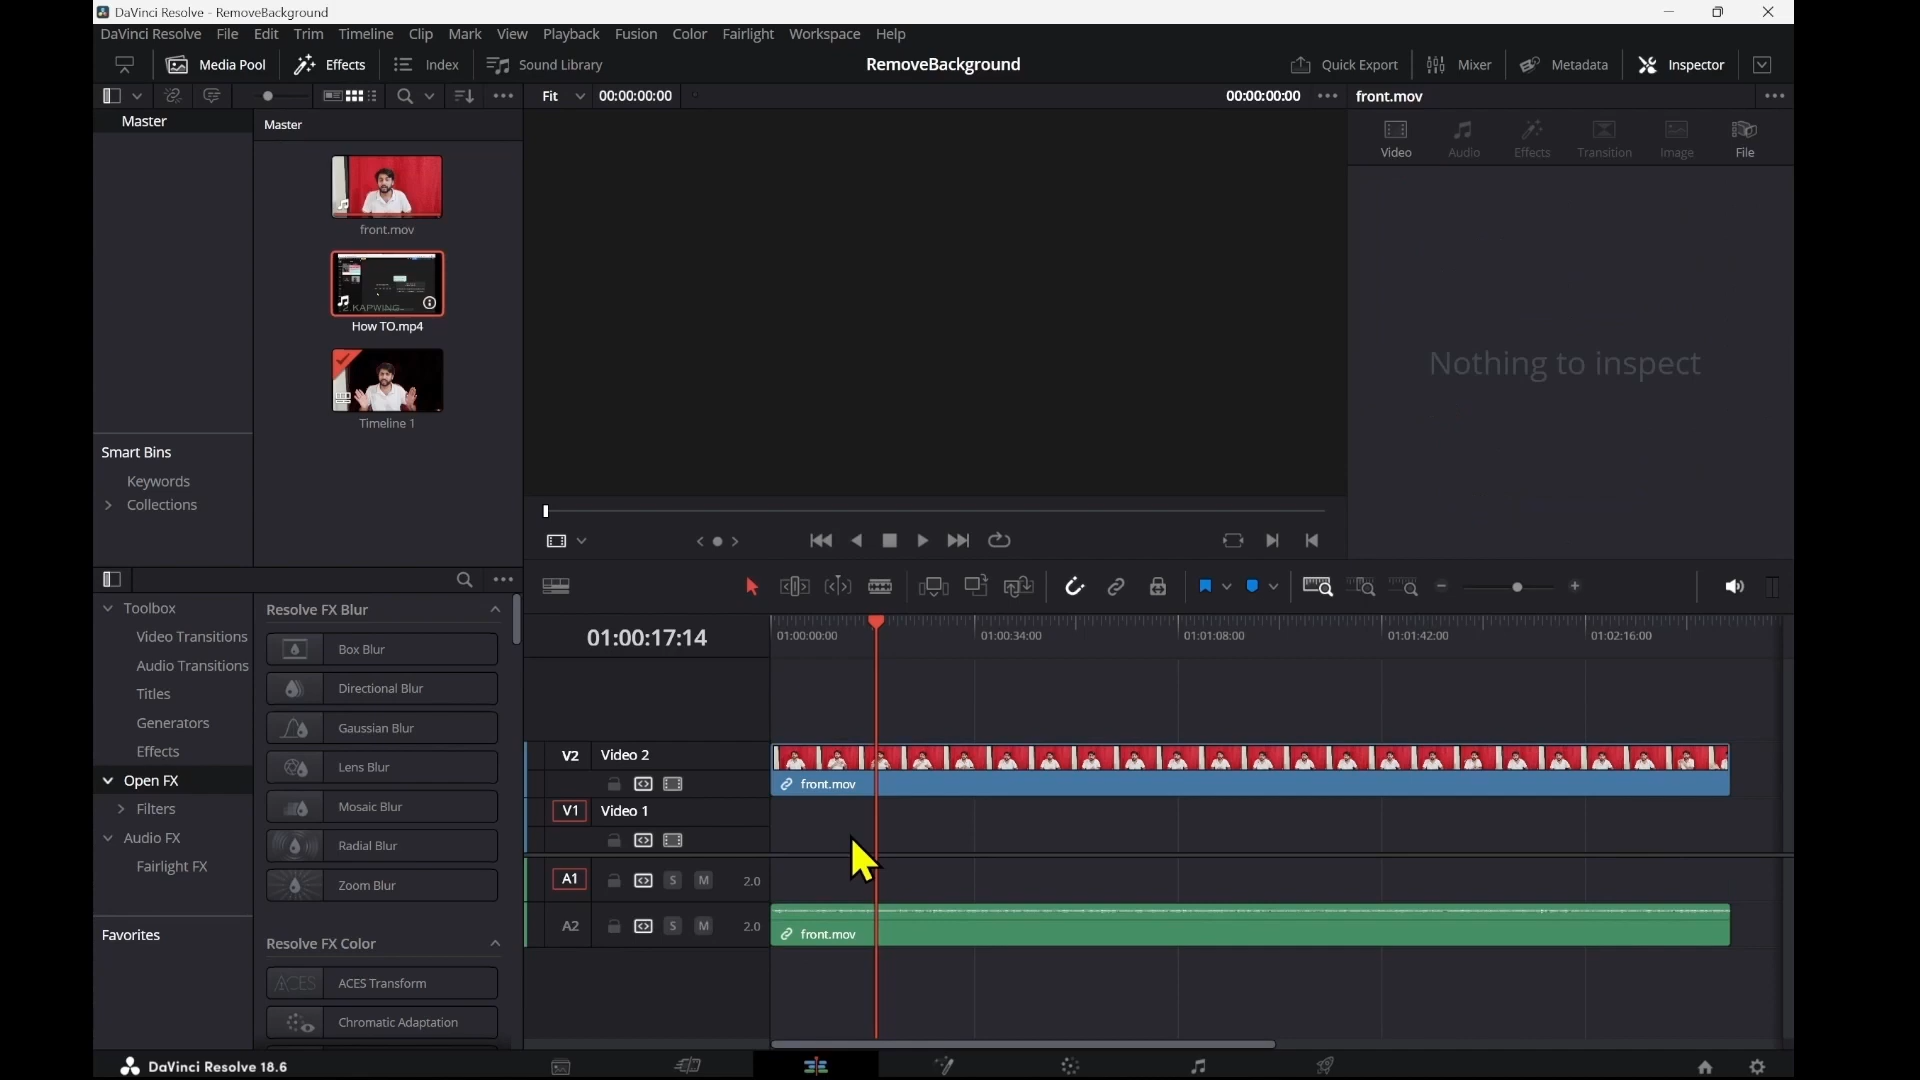 DaVinci Resolve - RemoveBackground
DaVinci Resolve File Edit Trim Timeline Clip Mark View Playback Fusion Color Fairlight Workspace Help
Media Pool Effects Index Sound Library RemoveBackground Quick Export Mixer Metadata Inspector
Fit 00:00:00:00 00:00:00:00 front.mov
Master
Master
Video Audio Effects Transition Image File
front.mov
2.KAPWING
How TO.mp4
Timeline 1
Nothing to inspect
Smart Bins
Keywords
Collections
Toolbox
Video Transitions
Audio Transitions
Titles
Generators
Effects
Open FX
Filters
Audio FX
Fairlight FX
Favorites
Resolve FX Blur
Box Blur
Directional Blur
Gaussian Blur
Lens Blur
Mosaic Blur
Radial Blur
Zoom Blur
Resolve FX Color
ACES ACES Transform
Chromatic Adaptation
01:00:17:14 01:00:00:00 01:00:34:00 01:01:08:00 01:01:42:00 01:02:16:00
V2 Video 2
front.mov
V1 Video 1
A1 S M 2.0
A2 S M 2.0
front.mov
DaVinci Resolve 18.6